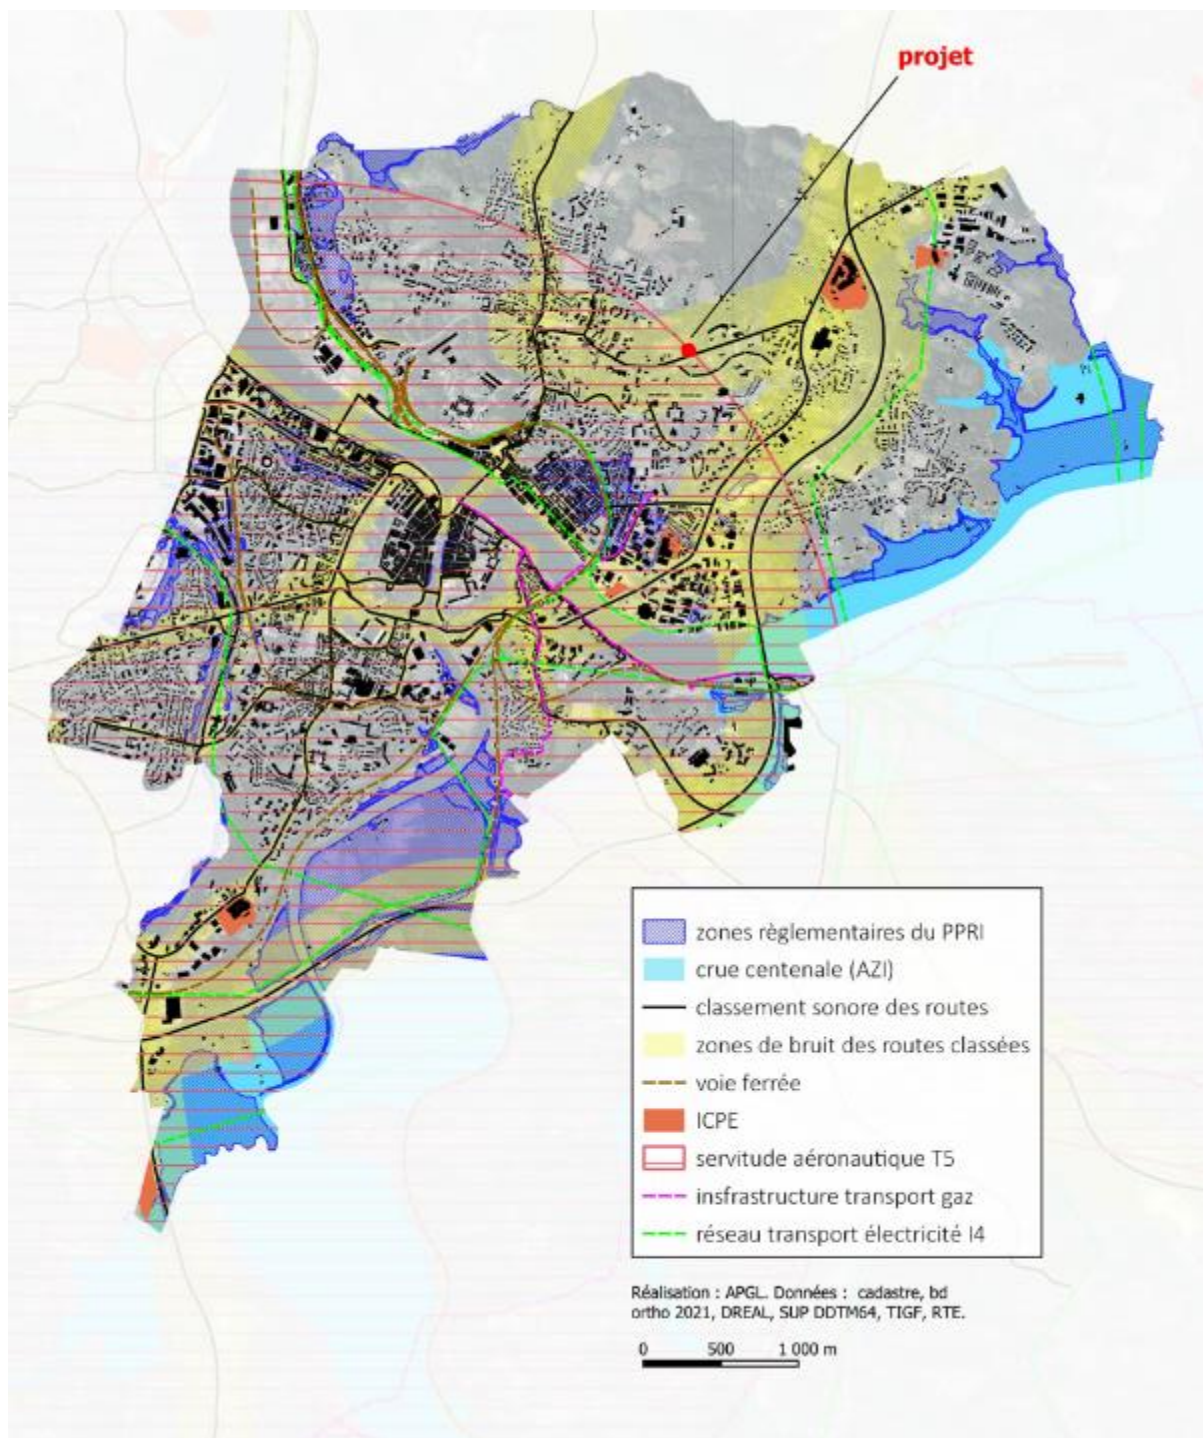 projet
zones règlementaires du PPRI
crue centenale (AZI)
classement sonore des routes
zones de bruit des routes classées
voie ferrée
ICPE
servitude aéronautique T5
insfrastructure transport gaz
réseau transport électricité I4
Réalisation : APGL. Données : cadastre, bd
ortho 2021, DREAL, SUP DDTM64, TIGF, RTE.
0 500 1 000 m